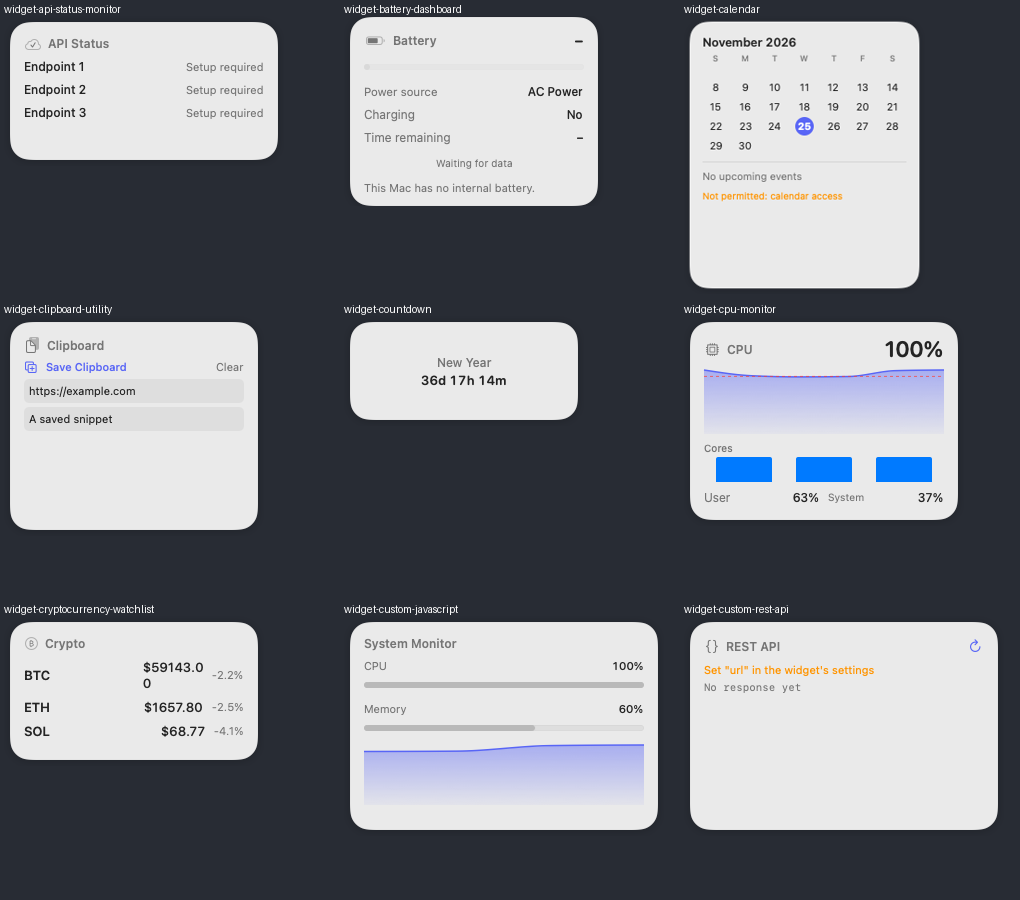 widget-api-status-monitor
API Status
Endpoint 1 Setup required
Endpoint 2 Setup required
Endpoint 3 Setup required
widget-battery-dashboard
Battery –
Power source AC Power
Charging No
Time remaining –
Waiting for data
This Mac has no internal battery.
widget-calendar
November 2026
S M T W T F S
8 9 10 11 12 13 14
15 16 17 18 19 20 21
22 23 24 25 26 27 28
29 30
No upcoming events
Not permitted: calendar access
widget-clipboard-utility
Clipboard
Save Clipboard Clear
https://example.com
A saved snippet
widget-countdown
New Year
36d 17h 14m
widget-cpu-monitor
CPU 100%
Cores
User 63% System 37%
widget-cryptocurrency-watchlist
Crypto
BTC $59143.0 -2.2%
0
ETH $1657.80 -2.5%
SOL $68.77 -4.1%
widget-custom-javascript
System Monitor
CPU 100%
Memory 60%
widget-custom-rest-api
{} REST API
Set "url" in the widget's settings
No response yet